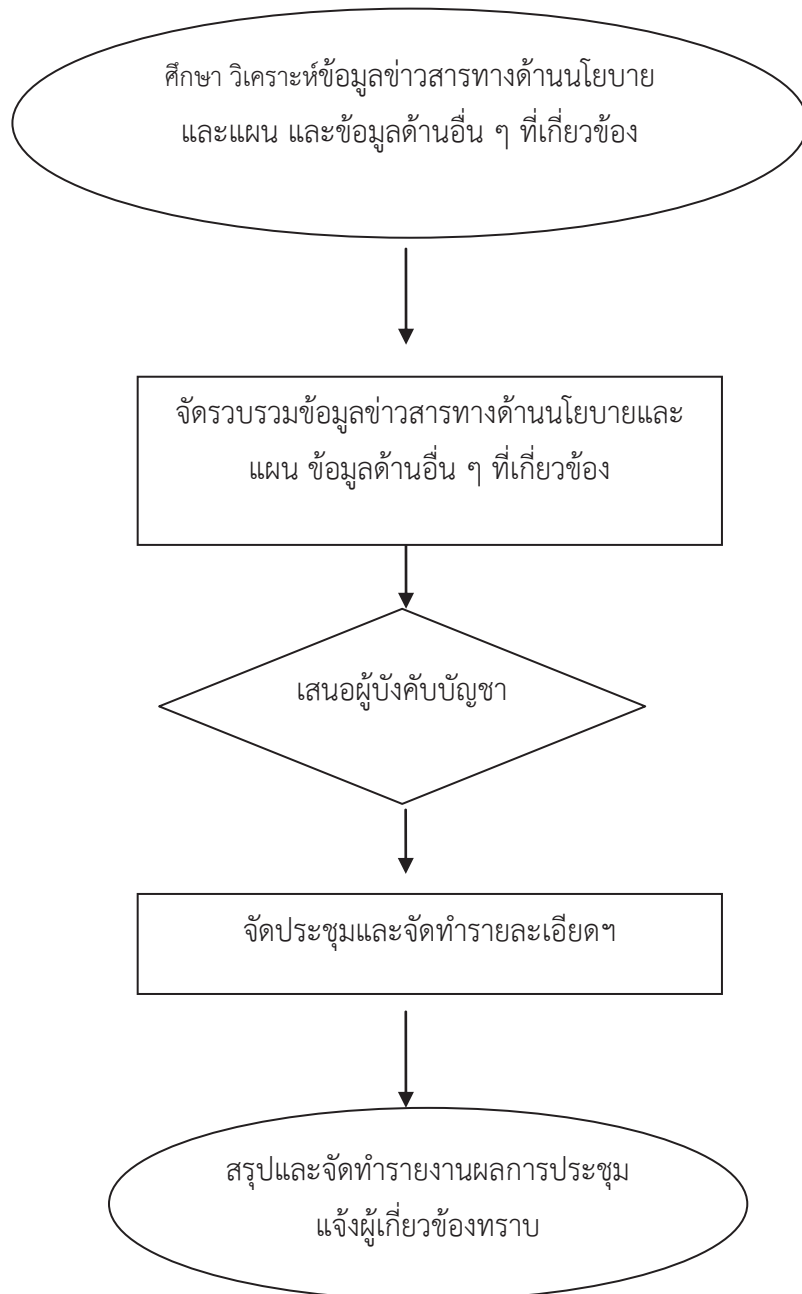 ศึกษา วิเคราะห์ข้อมูลข่าวสารทางด้านนโยบาย
และแผน และข้อมูลด้านอื่น ๆ ที่เกี่ยวข้อง
จัดรวบรวมข้อมูลข่าวสารทางด้านนโยบายและ
แผน ข้อมูลด้านอื่น ๆ ที่เกี่ยวข้อง
เสนอผู้บังคับบัญชา
จัดประชุมและจัดทำรายละเอียดฯ
สรุปและจัดทำรายงานผลการประชุม
แจ้งผู้เกี่ยวข้องทราบ